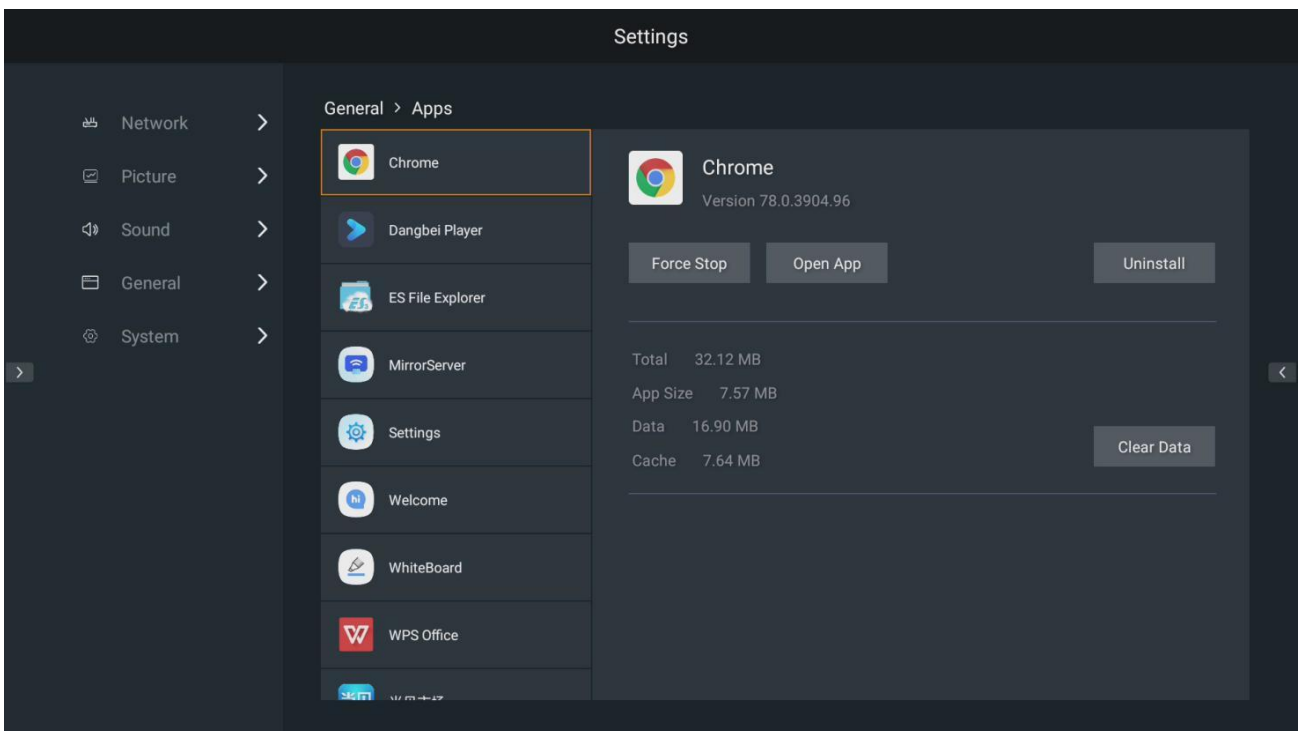 Settings
Network
Picture
Sound
General
System
General > Apps
Chrome
Dangbei Player
ES File Explorer
MirrorServer
Settings
hi
Welcome
WhiteBoard
WPS Office
Chrome
Version 78.0.3904.96
Force Stop
Open App
Uninstall
Total 32.12 MB
App Size 7.57 MB
Data 16.90 MB
Cache 7.64 MB
Clear Data